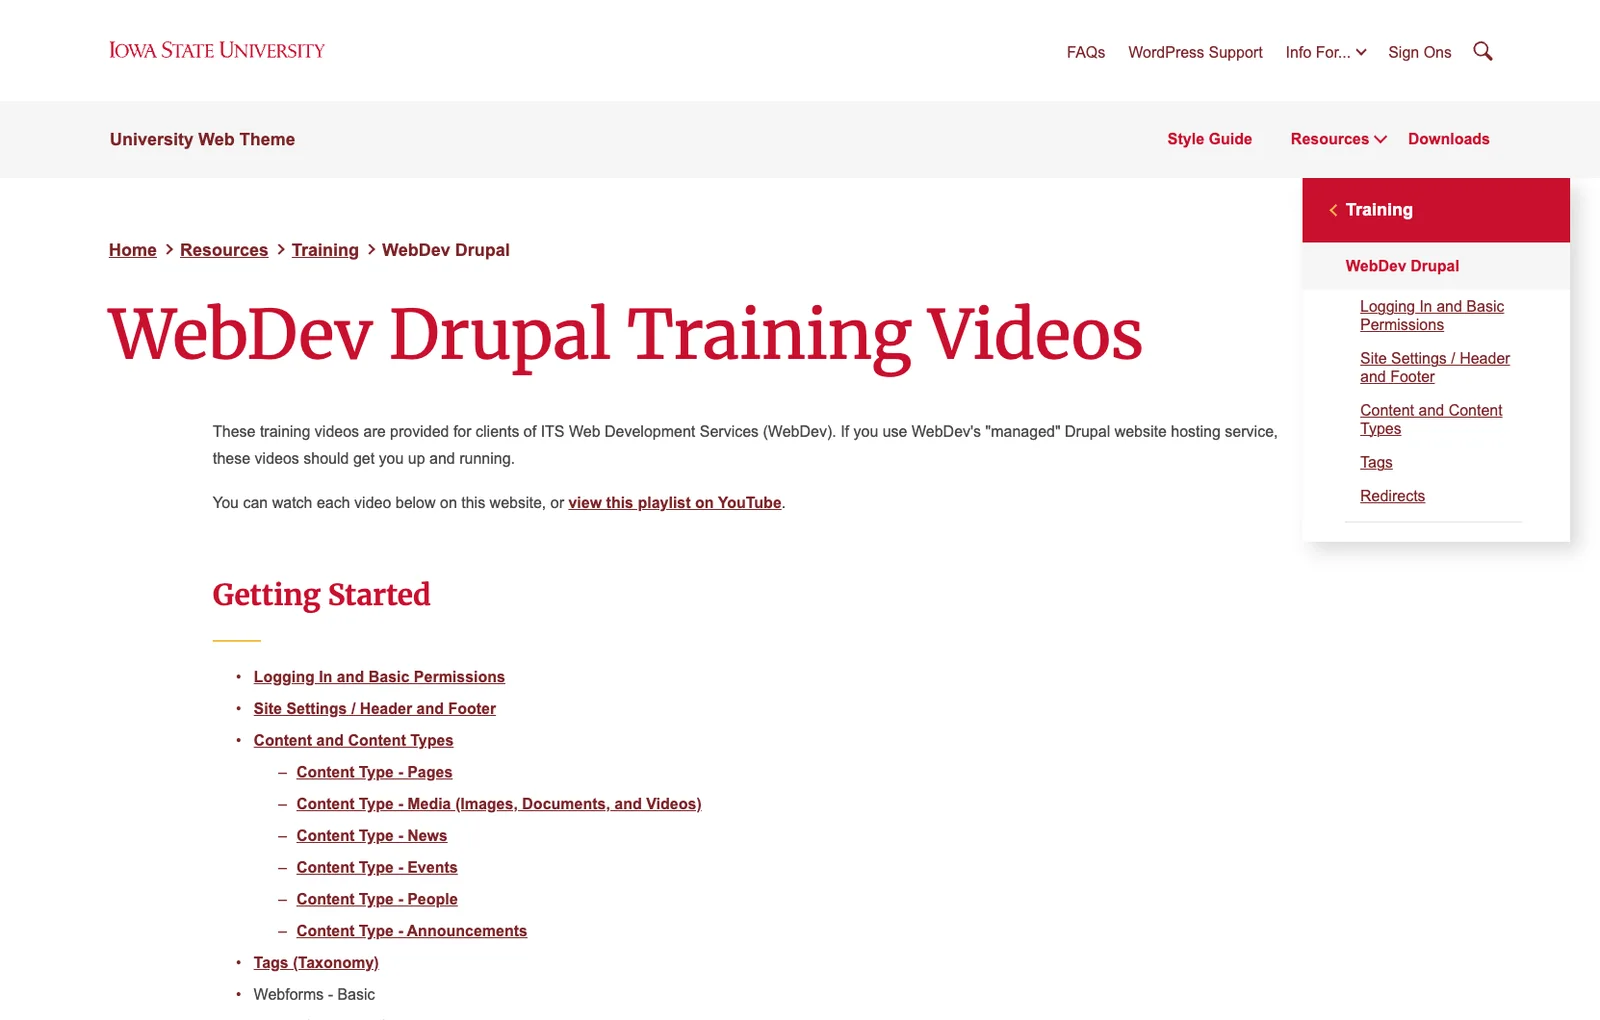 IOWA STATE UNIVERSITY
FAQs WordPress Support Info For... Sign Ons
University Web Theme
Style Guide Resources Downloads
Training
WebDev Drupal
Logging In and Basic
Permissions
Site Settings / Header
and Footer
Content and Content
Types
Tags
Redirects
Home > Resources > Training > WebDev Drupal
WebDev Drupal Training Videos
These training videos are provided for clients of ITS Web Development Services (WebDev). If you use WebDev's "managed" Drupal website hosting service,
these videos should get you up and running.
You can watch each video below on this website, or view this playlist on YouTube.
Getting Started
• Logging In and Basic Permissions
• Site Settings / Header and Footer
• Content and Content Types
– Content Type - Pages
– Content Type - Media (Images, Documents, and Videos)
– Content Type - News
– Content Type - Events
– Content Type - People
– Content Type - Announcements
• Tags (Taxonomy)
• Webforms - Basic